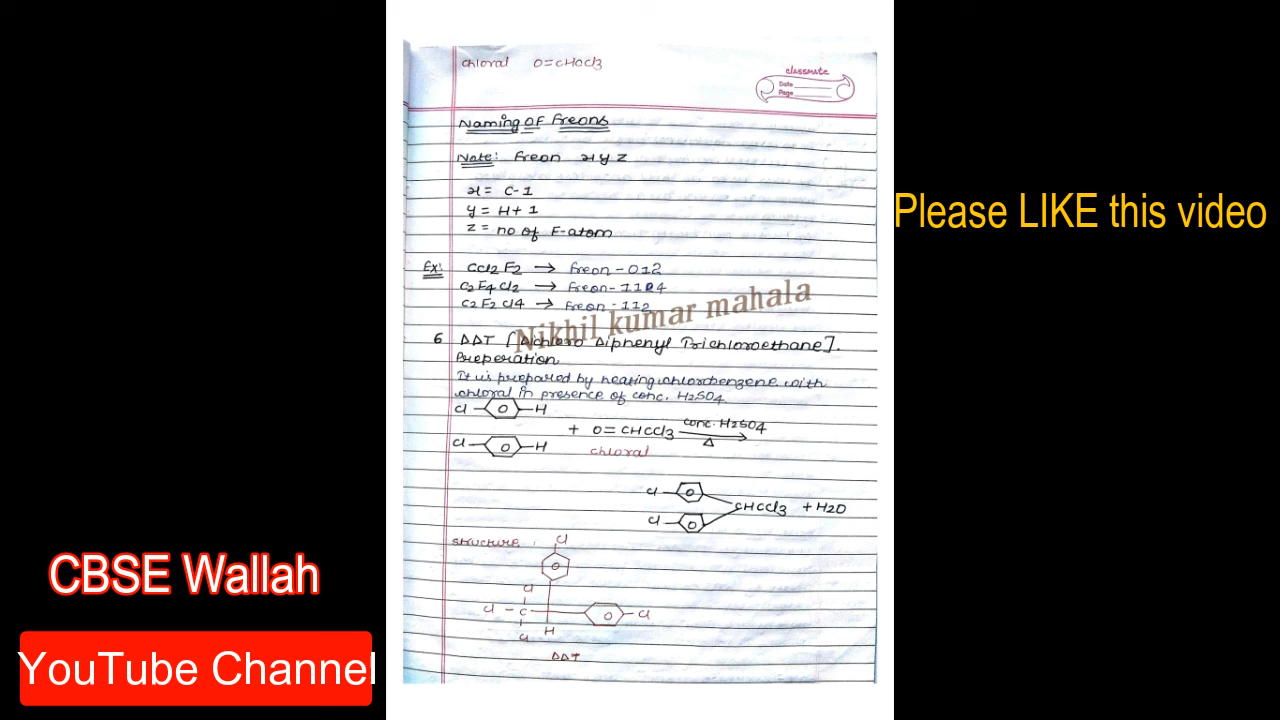 chloral O=CHCCl3
classmate
Date
Page
Naming OF Freons
Note: Freon x y z
x = C-1
y = H+1
z = no of F-atom
Ex: CCl2F2 → Freon-012
C2F4Cl2 → Freon-1124
C2F2Cl4 → Freon-112
Nikhil kumar mahala
6 DDT [Dichloro Diphenyl Trichloroethane].
Preperation
It is prepared by heating chlorobenzene with
chloral in presence of conc. H2SO4.
Cl H
+ O=CHCCl3 conc. H2SO4 Δ
Cl H
chloral
Cl
CHCCl3 + H2O
Cl
structure:
Cl
Cl
Cl - C Cl
Cl H
DDT
Please LIKE this video
CBSE Wallah
YouTube Channel